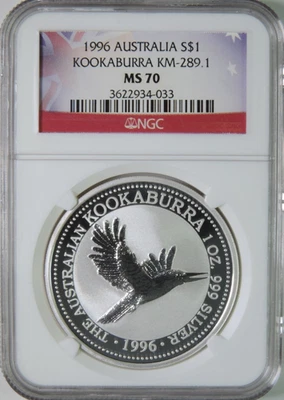 1996 AUSTRALIA S$1
KOOKABURRA KM-289.1
MS 70
3622934-033
NGC
THE AUSTRALIAN KOOKABURRA 1 OZ. 999 SILVER
• 1996 •